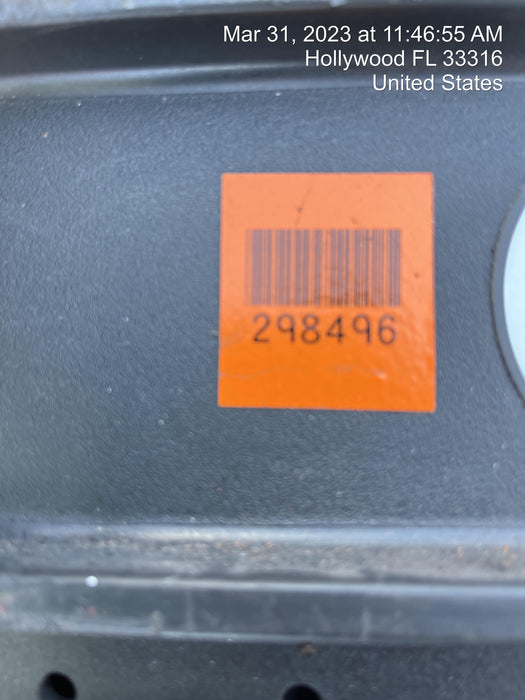 Mar 31, 2023 at 11:46:55 AM
Hollywood FL 33316
United States
298496